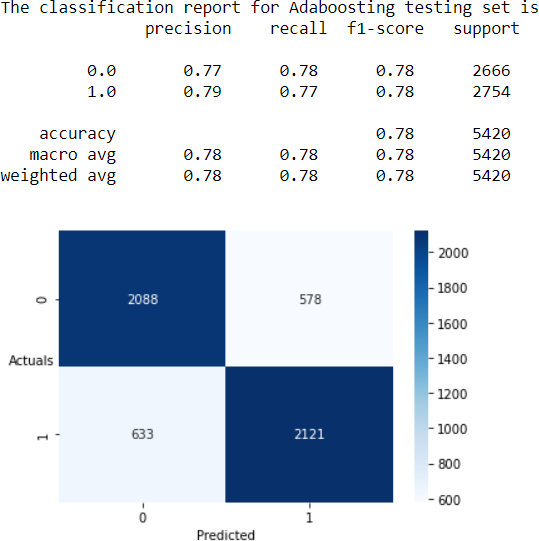 The classification report for Adaboosting testing set is
precision recall f1-score support
0.0 0.77 0.78 0.78 2666
1.0 0.79 0.77 0.78 2754
accuracy 0.78 5420
macro avg 0.78 0.78 0.78 5420
weighted avg 0.78 0.78 0.78 5420
2000
0 2088 578 1800
1600
Actuals 1400
1200
1 633 2121 1000
800
600
0 1
Predicted